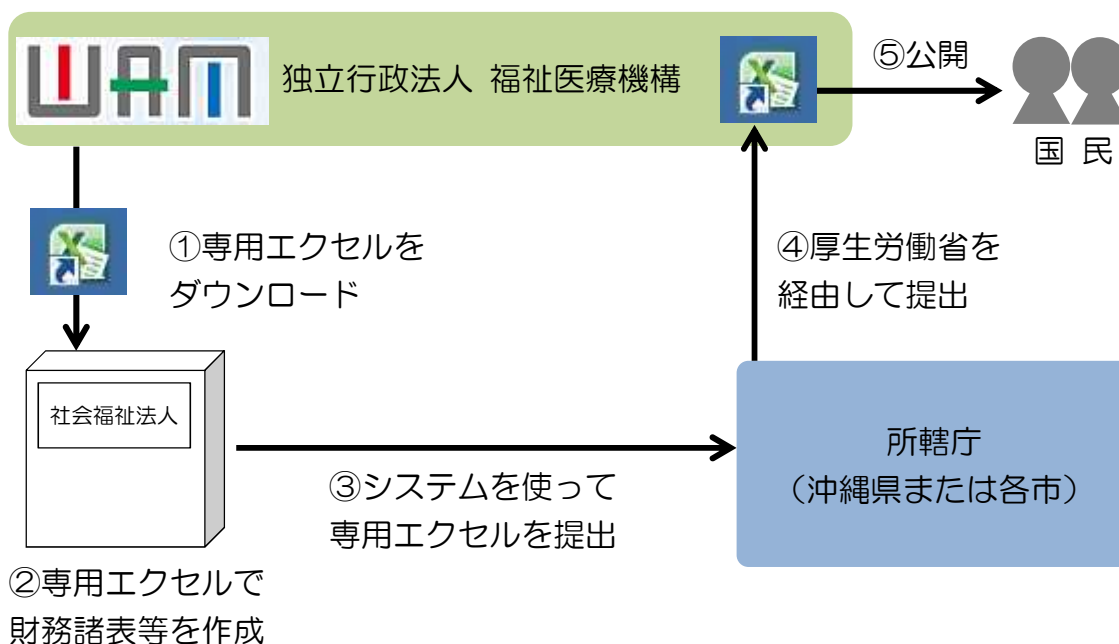 WAM
独立行政法人 福祉医療機構
⑤公開
国 民
①専用エクセルを
ダウンロード
④厚生労働省を
経由して提出
社会福祉法人
③システムを使って
専用エクセルを提出
所轄庁
（沖縄県または各市）
②専用エクセルで
財務諸表等を作成